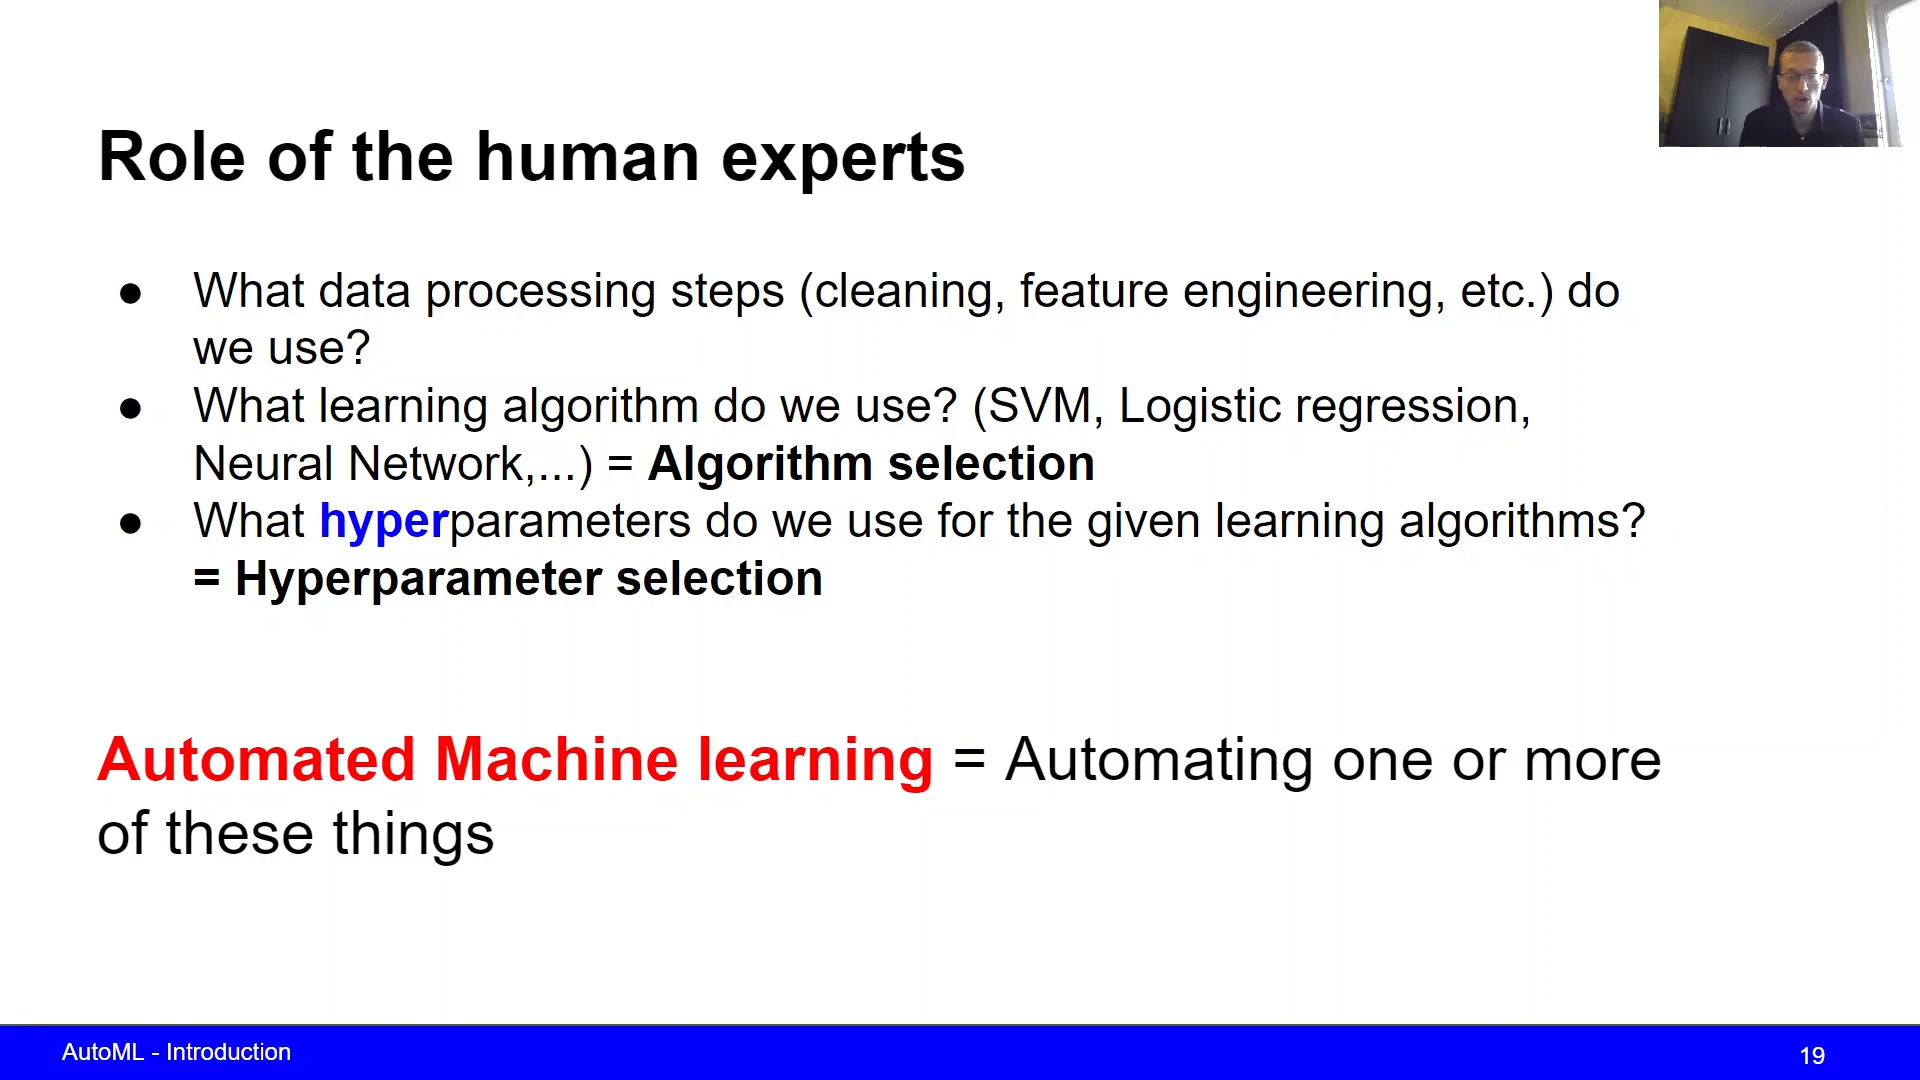 Role of the human experts
● What data processing steps (cleaning, feature engineering, etc.) do
we use?
● What learning algorithm do we use? (SVM, Logistic regression,
Neural Network,...) = Algorithm selection
● What hyperparameters do we use for the given learning algorithms?
= Hyperparameter selection
Automated Machine learning = Automating one or more
of these things
AutoML - Introduction
19